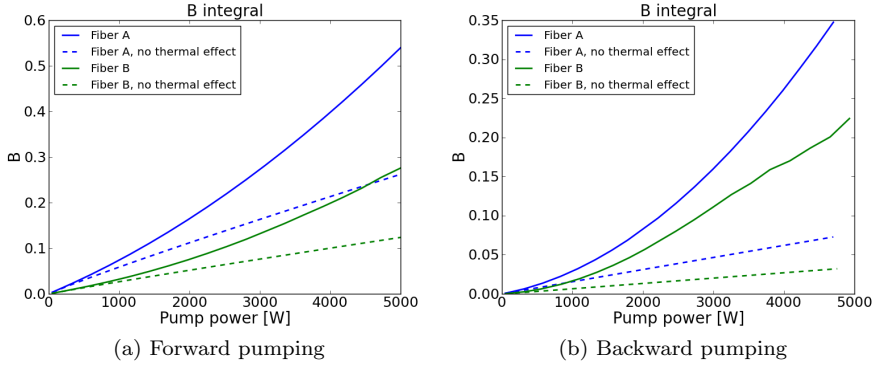 B integral
0.6
0.5
0.4
0.3
0.2
0.1
0.0
B
Fiber A
Fiber A, no thermal effect
Fiber B
Fiber B, no thermal effect
0 1000 2000 3000 4000 5000
Pump power [W]
(a) Forward pumping
B integral
0.35
0.30
0.25
0.20
0.15
0.10
0.05
0.00
B
Fiber A
Fiber A, no thermal effect
Fiber B
Fiber B, no thermal effect
0 1000 2000 3000 4000 5000
Pump power [W]
(b) Backward pumping